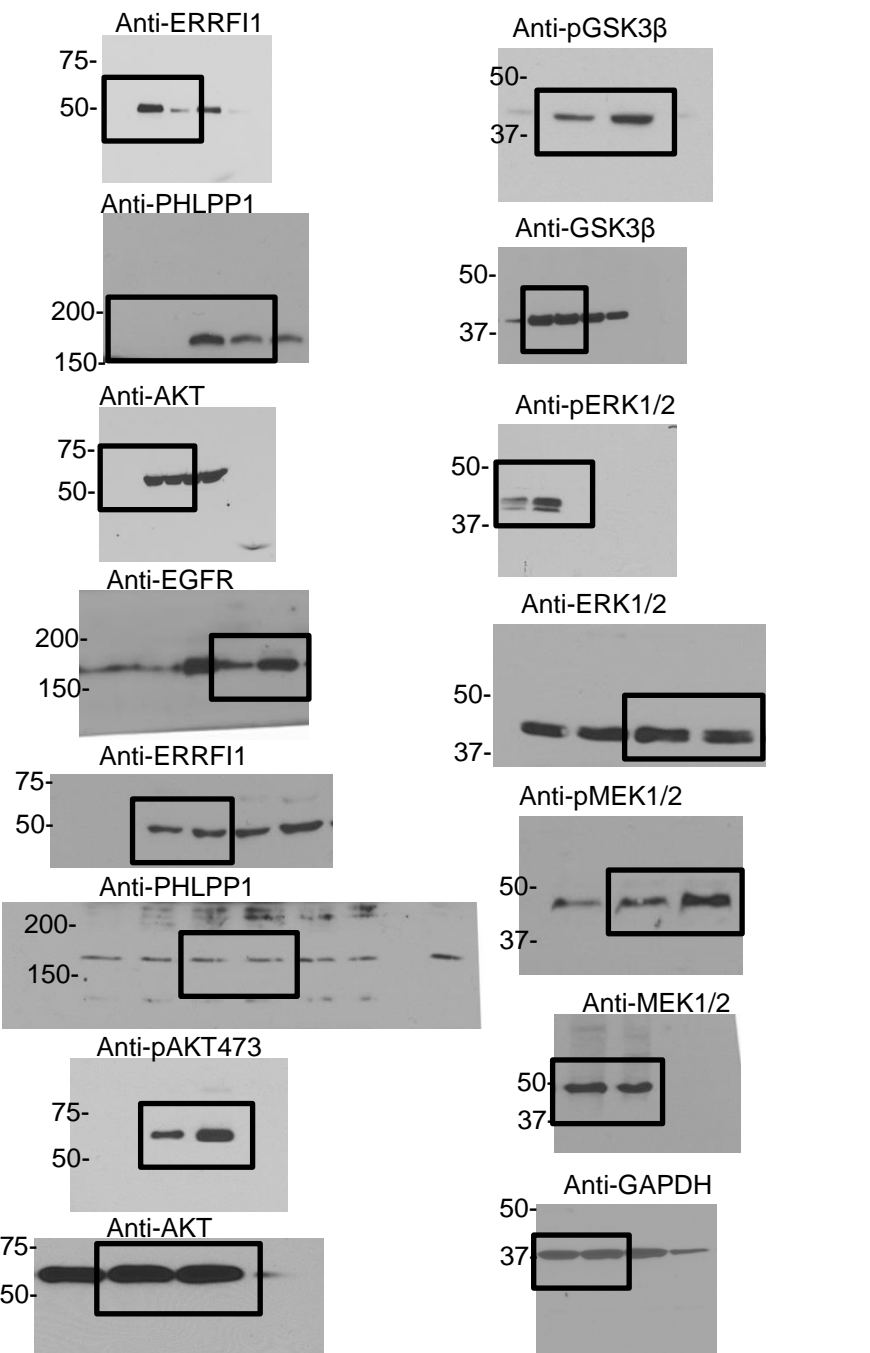 Anti-ERRFI1
75-
50-
Anti-PHLPP1
200-
150-
Anti-AKT
75-
50-
Anti-EGFR
200-
150-
Anti-ERRFI1
75-
50-
Anti-PHLPP1
200-
150-
Anti-pAKT473
75-
50-
Anti-AKT
75-
50-
Anti-pGSK3β
50-
37-
Anti-GSK3β
50-
37-
Anti-pERK1/2
50-
37-
Anti-ERK1/2
50-
37-
Anti-pMEK1/2
50-
37-
Anti-MEK1/2
50-
37-
Anti-GAPDH
50-
37-